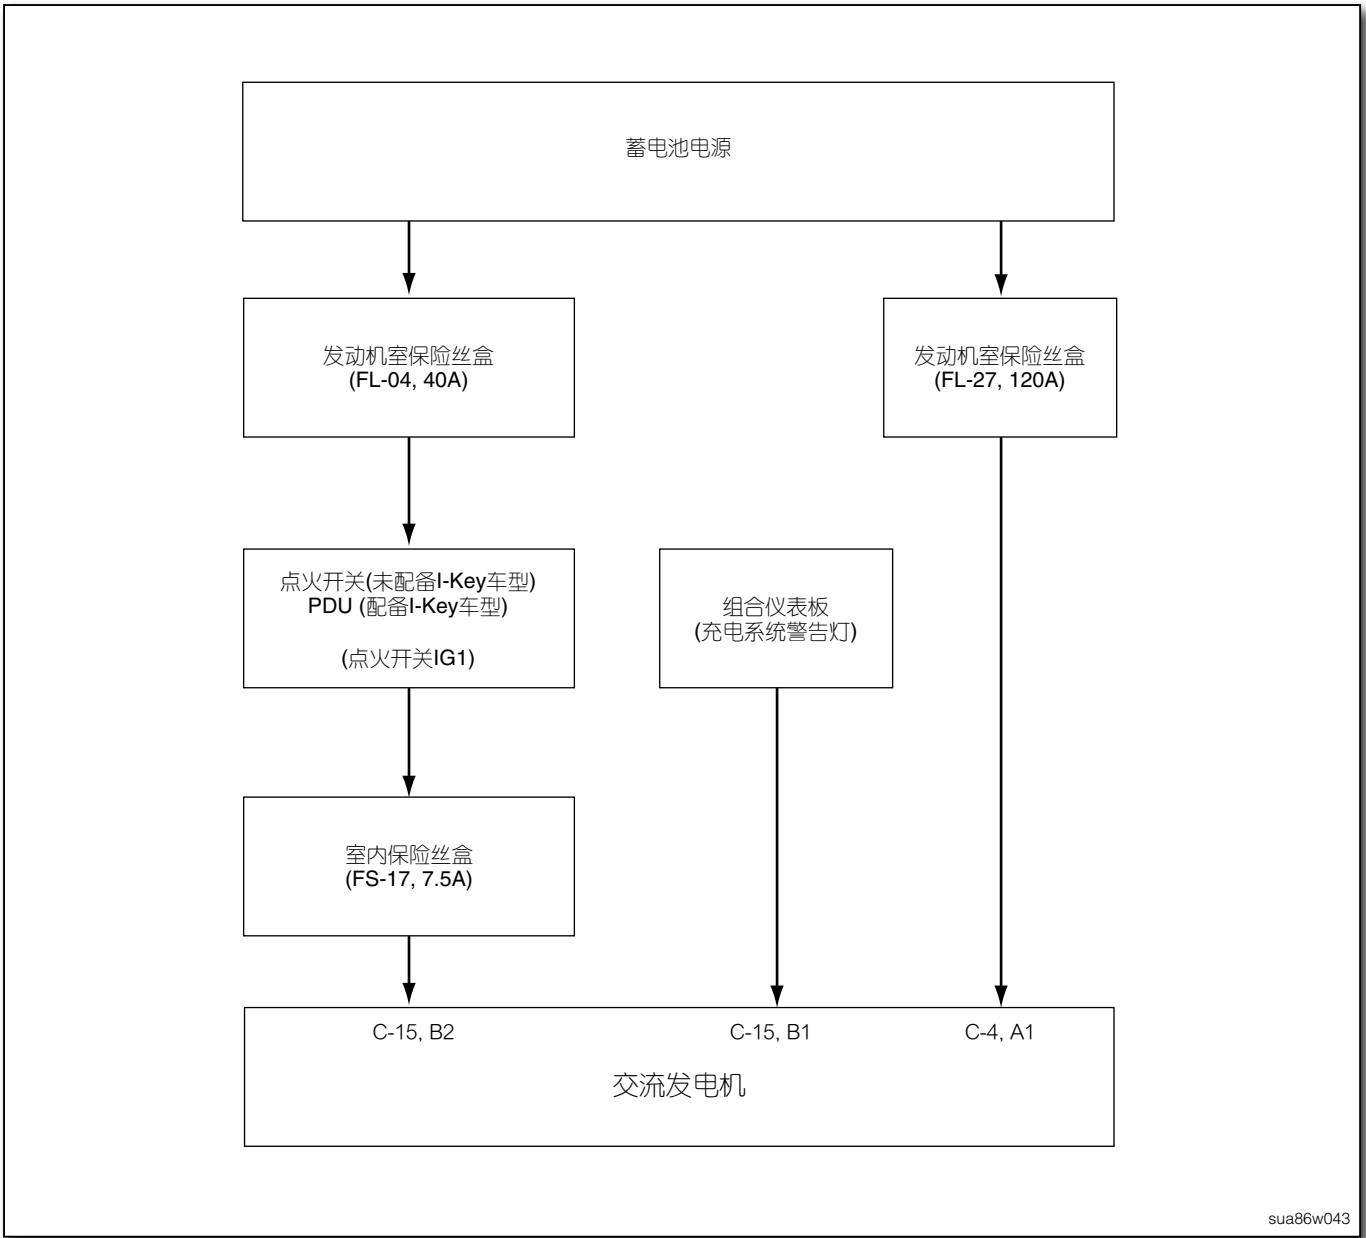 蓄电池电源
发动机室保险丝盒
(FL-04, 40A)
发动机室保险丝盒
(FL-27, 120A)
点火开关(未配备I-Key车型)
PDU (配备I-Key车型)
(点火开关IG1)
组合仪表板
(充电系统警告灯)
室内保险丝盒
(FS-17, 7.5A)
C-15, B2
C-15, B1
C-4, A1
交流发电机
sua86w043